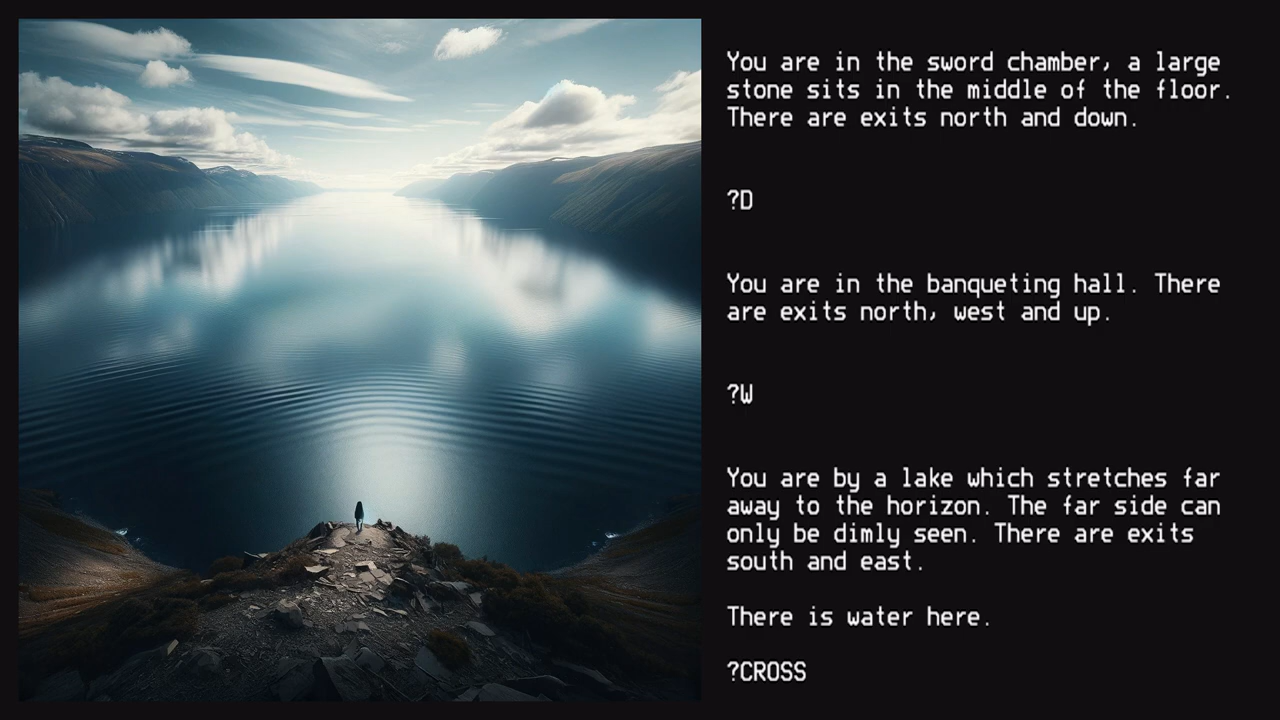 You are in the sword chamber, a large
stone sits in the middle of the floor.
There are exits north and down.
?D
You are in the banqueting hall. There
are exits north, west and up.
?W
You are by a lake which stretches far
away to the horizon. The far side can
only be dimly seen. There are exits
south and east.
There is water here.
?CROSS